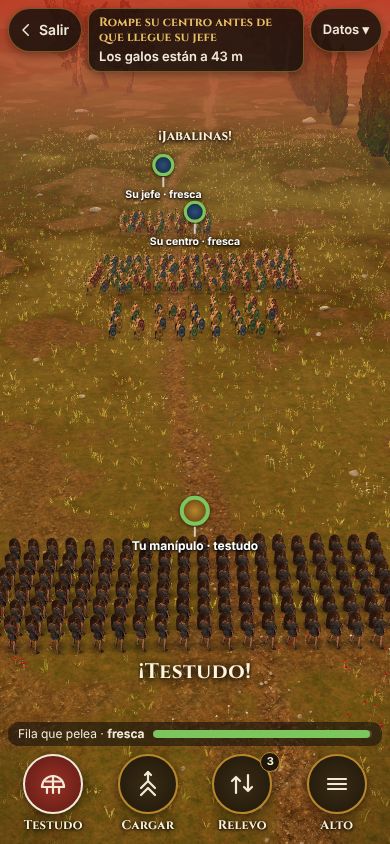 Salir
ROMPE SU CENTRO ANTES DE
QUE LLEGUE SU JEFE
Los galos están a 43 m
Datos ▾
¡JABALINAS!
Su jefe · fresca
Su centro · fresca
Tu manípulo · testudo
¡TESTUDO!
Fila que pelea · fresca
3
TESTUDO
CARGAR
RELEVO
ALTO